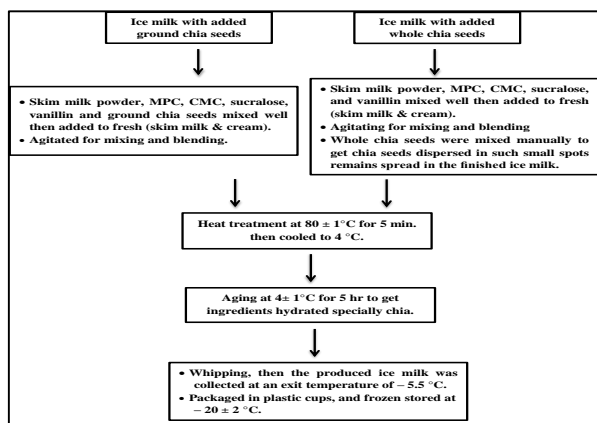 Ice milk with added
ground chia seeds
Ice milk with added
whole chia seeds
• Skim milk powder, MPC, CMC, sucralose,
vanillin and ground chia seeds mixed well
then added to fresh (skim milk & cream).
• Agitated for mixing and blending.
• Skim milk powder, MPC, CMC, sucralose,
and vanillin mixed well then added to fresh
(skim milk & cream).
• Agitating for mixing and blending
• Whole chia seeds were mixed manually to
get chia seeds dispersed in such small spots
remains spread in the finished ice milk.
Heat treatment at 80 ± 1°C for 5 min.
then cooled to 4 °C.
Aging at 4± 1°C for 5 hr to get
ingredients hydrated specially chia.
• Whipping, then the produced ice milk was
collected at an exit temperature of – 5.5 °C.
• Packaged in plastic cups, and frozen stored at
– 20 ± 2 °C.